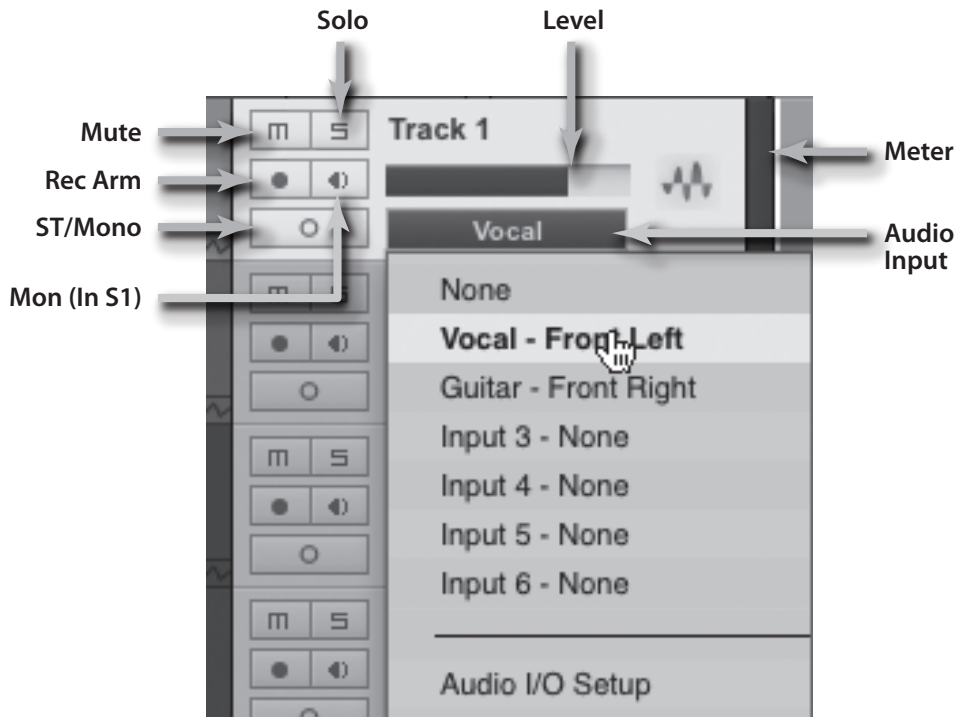 Solo
Level
Mute
Rec Arm
ST/Mono
Mon (In S1)
Meter
Audio
Input
m S Track 1
Vocal
m S
None
Vocal - Front Left
Guitar - Front Right
Input 3 - None
m S
Input 4 - None
Input 5 - None
Input 6 - None
m S
Audio I/O Setup